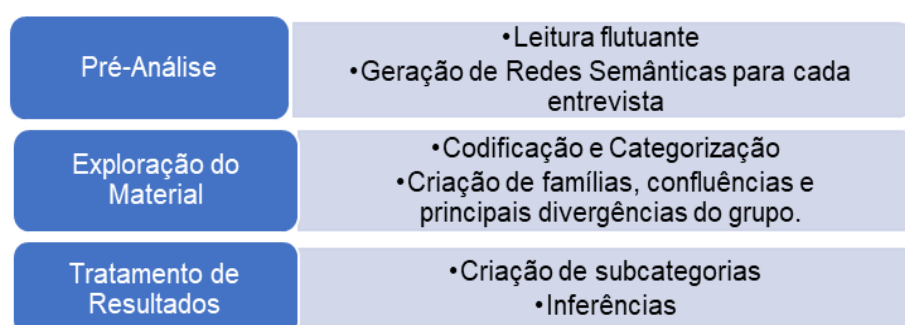 Pré-Análise
•Leitura flutuante
•Geração de Redes Semânticas para cada
entrevista
Exploração do
Material
•Codificação e Categorização
•Criação de famílias, confluências e
principais divergências do grupo.
Tratamento de
Resultados
•Criação de subcategorias
•Inferências